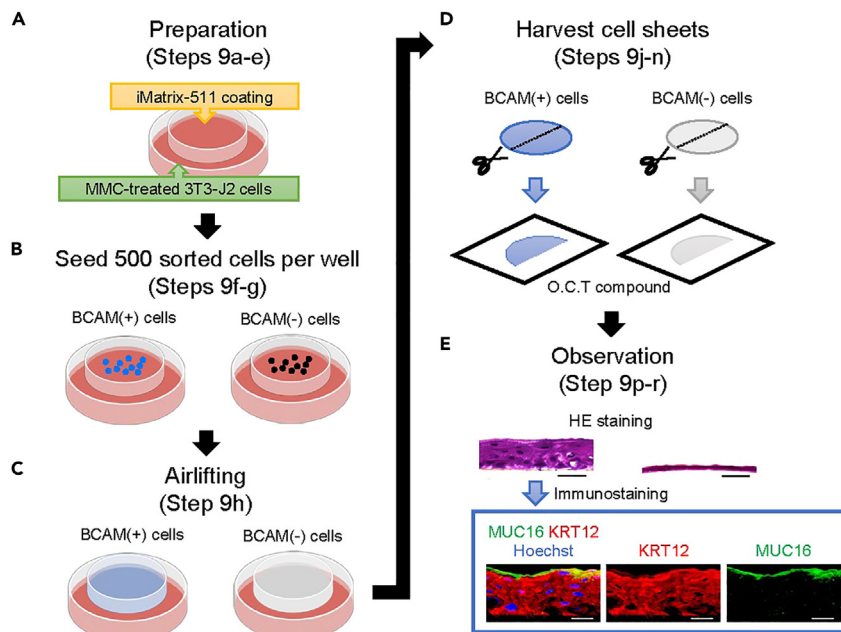 A
Preparation
(Steps 9a-e)
iMatrix-511 coating
MMC-treated 3T3-J2 cells
B
Seed 500 sorted cells per well
(Steps 9f-g)
BCAM(+) cells
BCAM(-) cells
C
Airlifting
(Step 9h)
BCAM(+) cells
BCAM(-) cells
D
Harvest cell sheets
(Steps 9j-n)
BCAM(+) cells
BCAM(-) cells
O.C.T compound
E
Observation
(Step 9p-r)
HE staining
Immunostaining
MUC16 KRT12
Hoechst
KRT12
MUC16